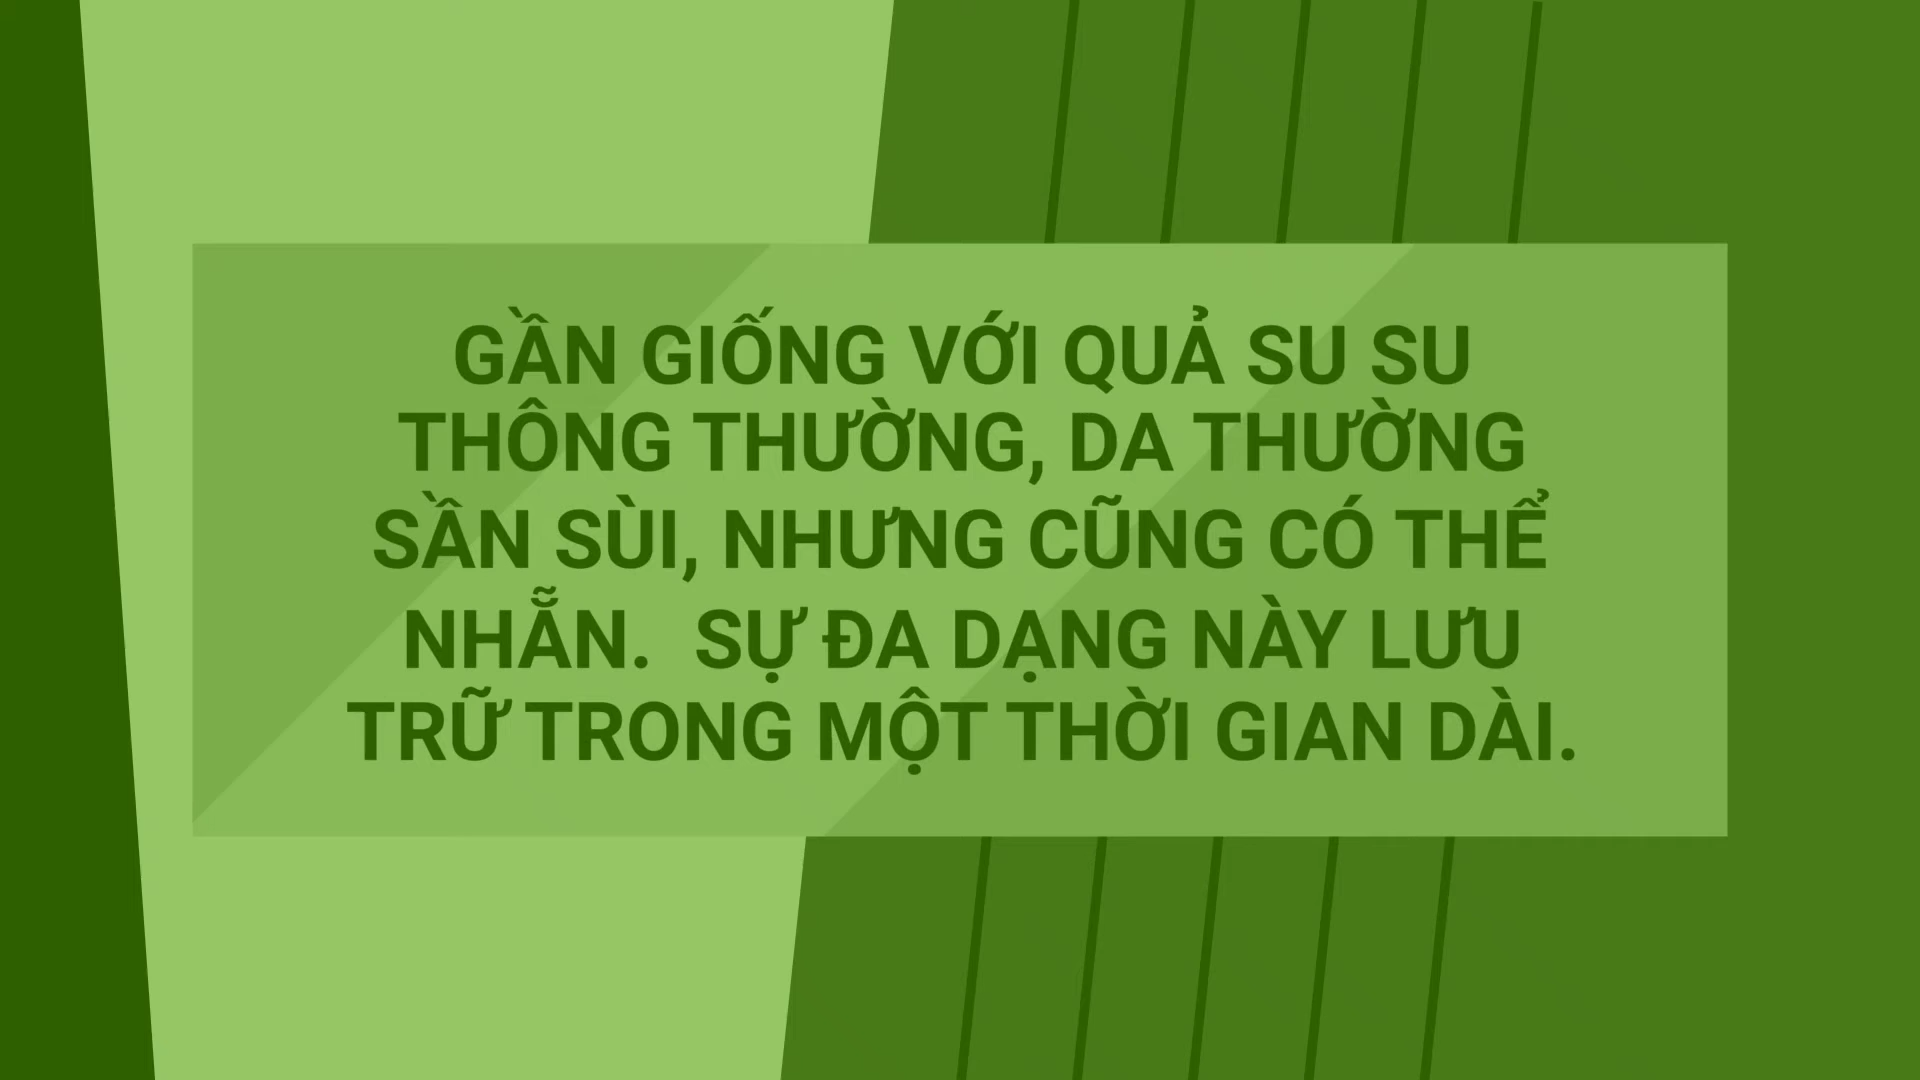 GẦN GIỐNG VỚI QUẢ SU SU
THÔNG THƯỜNG, DA THƯỜNG
SẦN SÙI, NHƯNG CŨNG CÓ THỂ
NHẴN.  SỰ ĐA DẠNG NÀY LƯU
TRỮ TRONG MỘT THỜI GIAN DÀI.